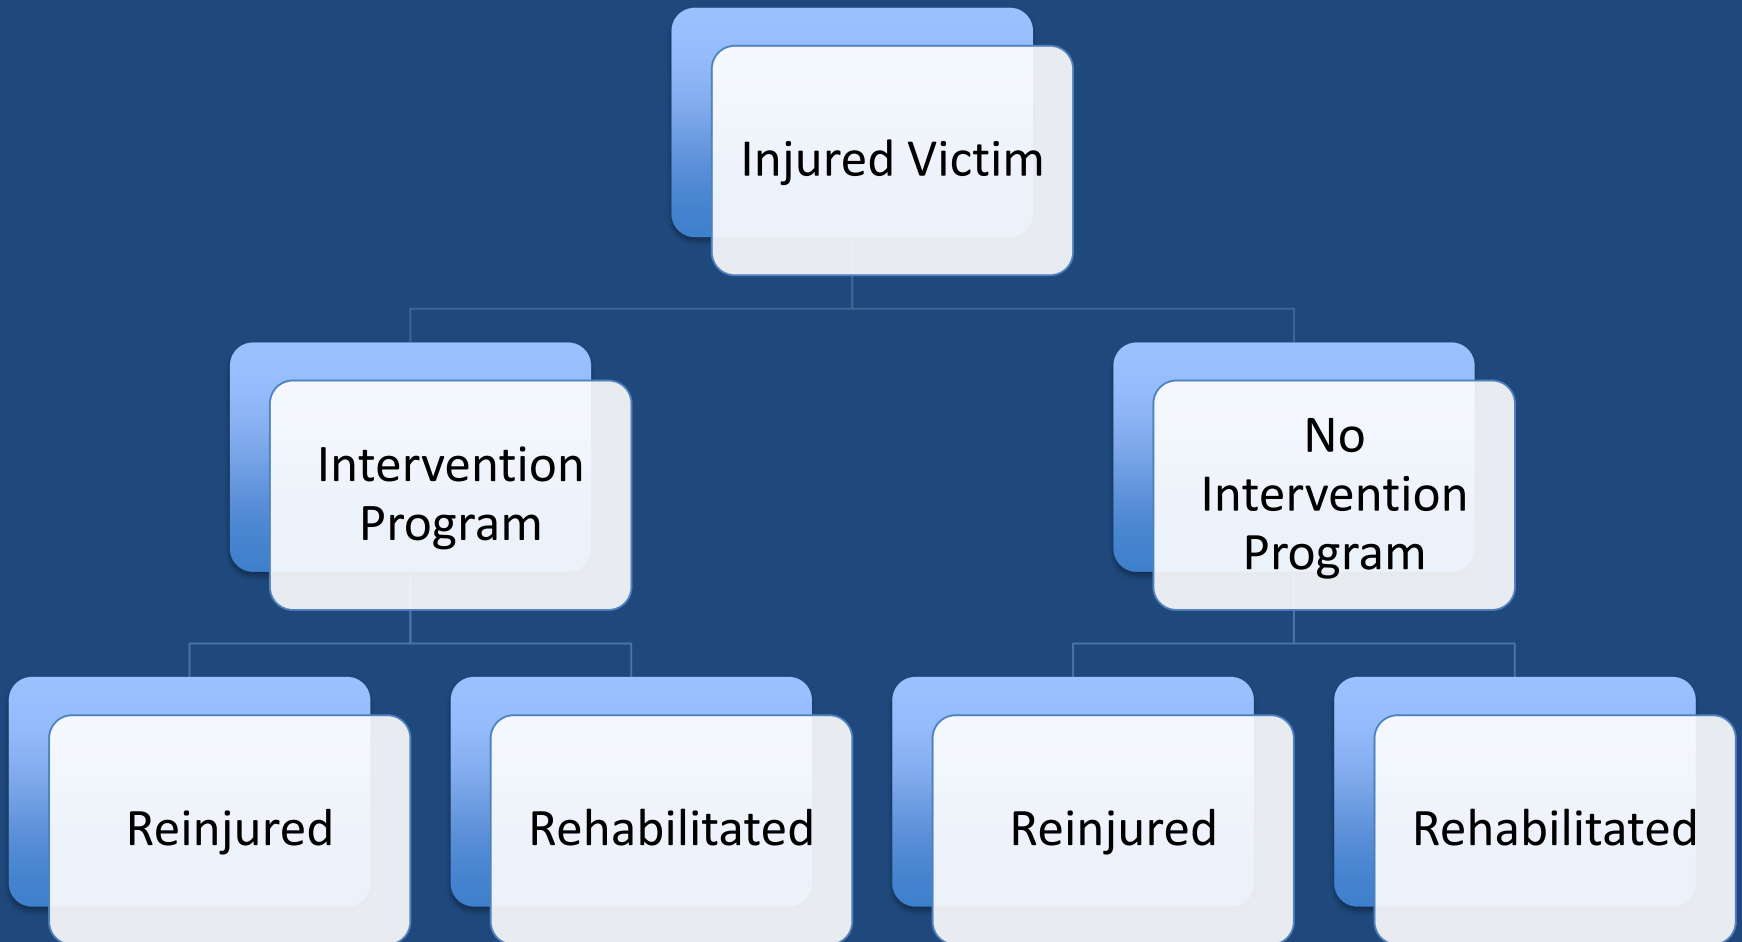 Injured Victim
Intervention
Program
No
Intervention
Program
Reinjured
Rehabilitated
Reinjured
Rehabilitated